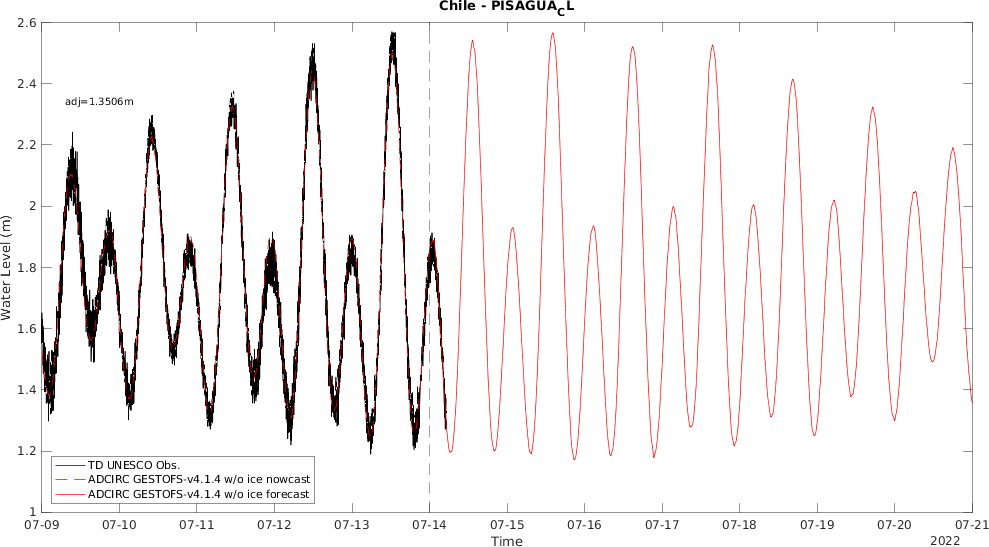 Chile - PISAGUA_CL
2.6
2.4
adj=1.3506m
2.2
2
Water Level (m)
1.8
1.6
1.4
1.2
TD UNESCO Obs.
ADCIRC GESTOFS-v4.1.4 w/o ice nowcast
ADCIRC GESTOFS-v4.1.4 w/o ice forecast
1
07-09 07-10 07-11 07-12 07-13 07-14 07-15 07-16 07-17 07-18 07-19 07-20 07-21
Time
2022